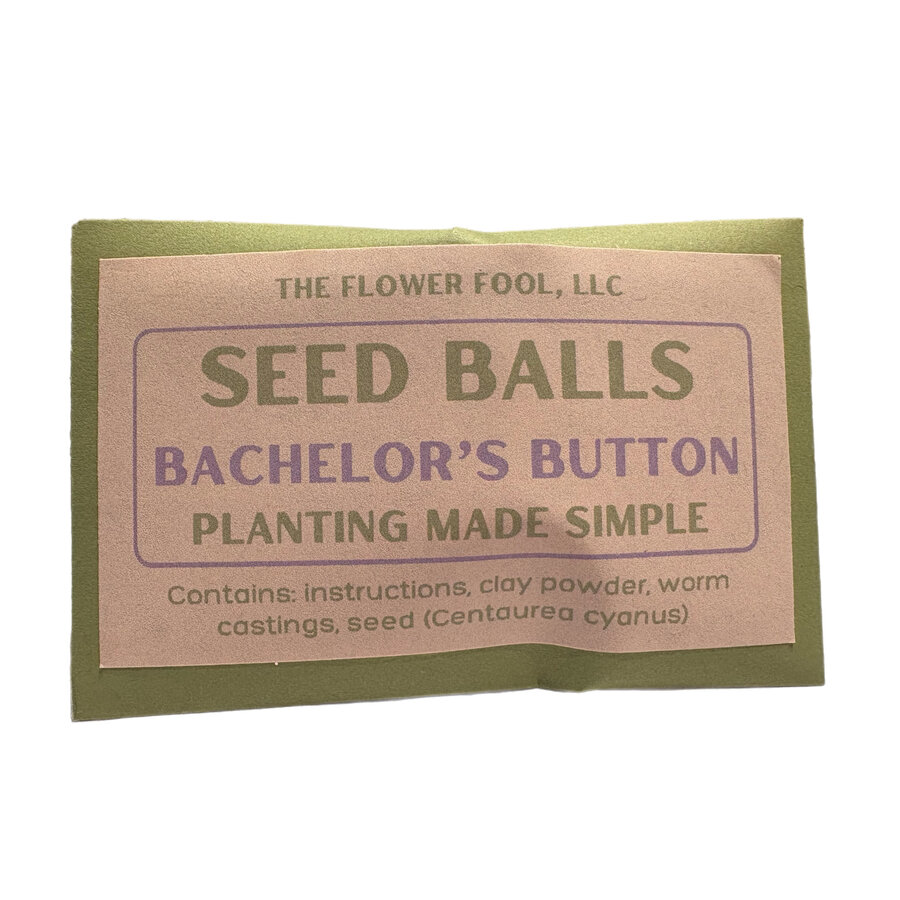 THE FLOWER FOOL, LLC
SEED BALLS
BACHELOR'S BUTTON
PLANTING MADE SIMPLE
Contains: instructions, clay powder, worm
castings, seed (Centaurea cyanus)